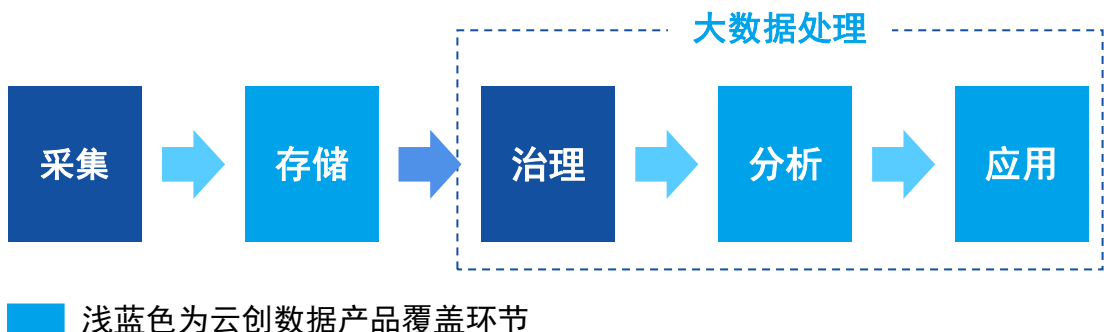 大数据处理
采集
存储
治理
分析
应用
浅蓝色为云创数据产品覆盖环节